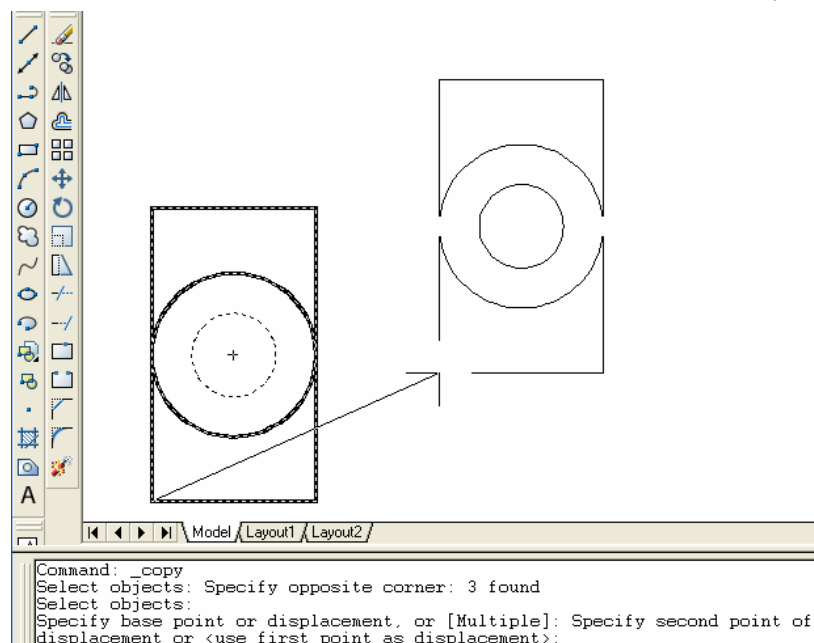 A
Model
Layout1
Layout2
Command: _copy
Select objects: Specify opposite corner: 3 found
Select objects:
Specify base point or displacement, or [Multiple]: Specify second point of
displacement or <use first point as displacement>: